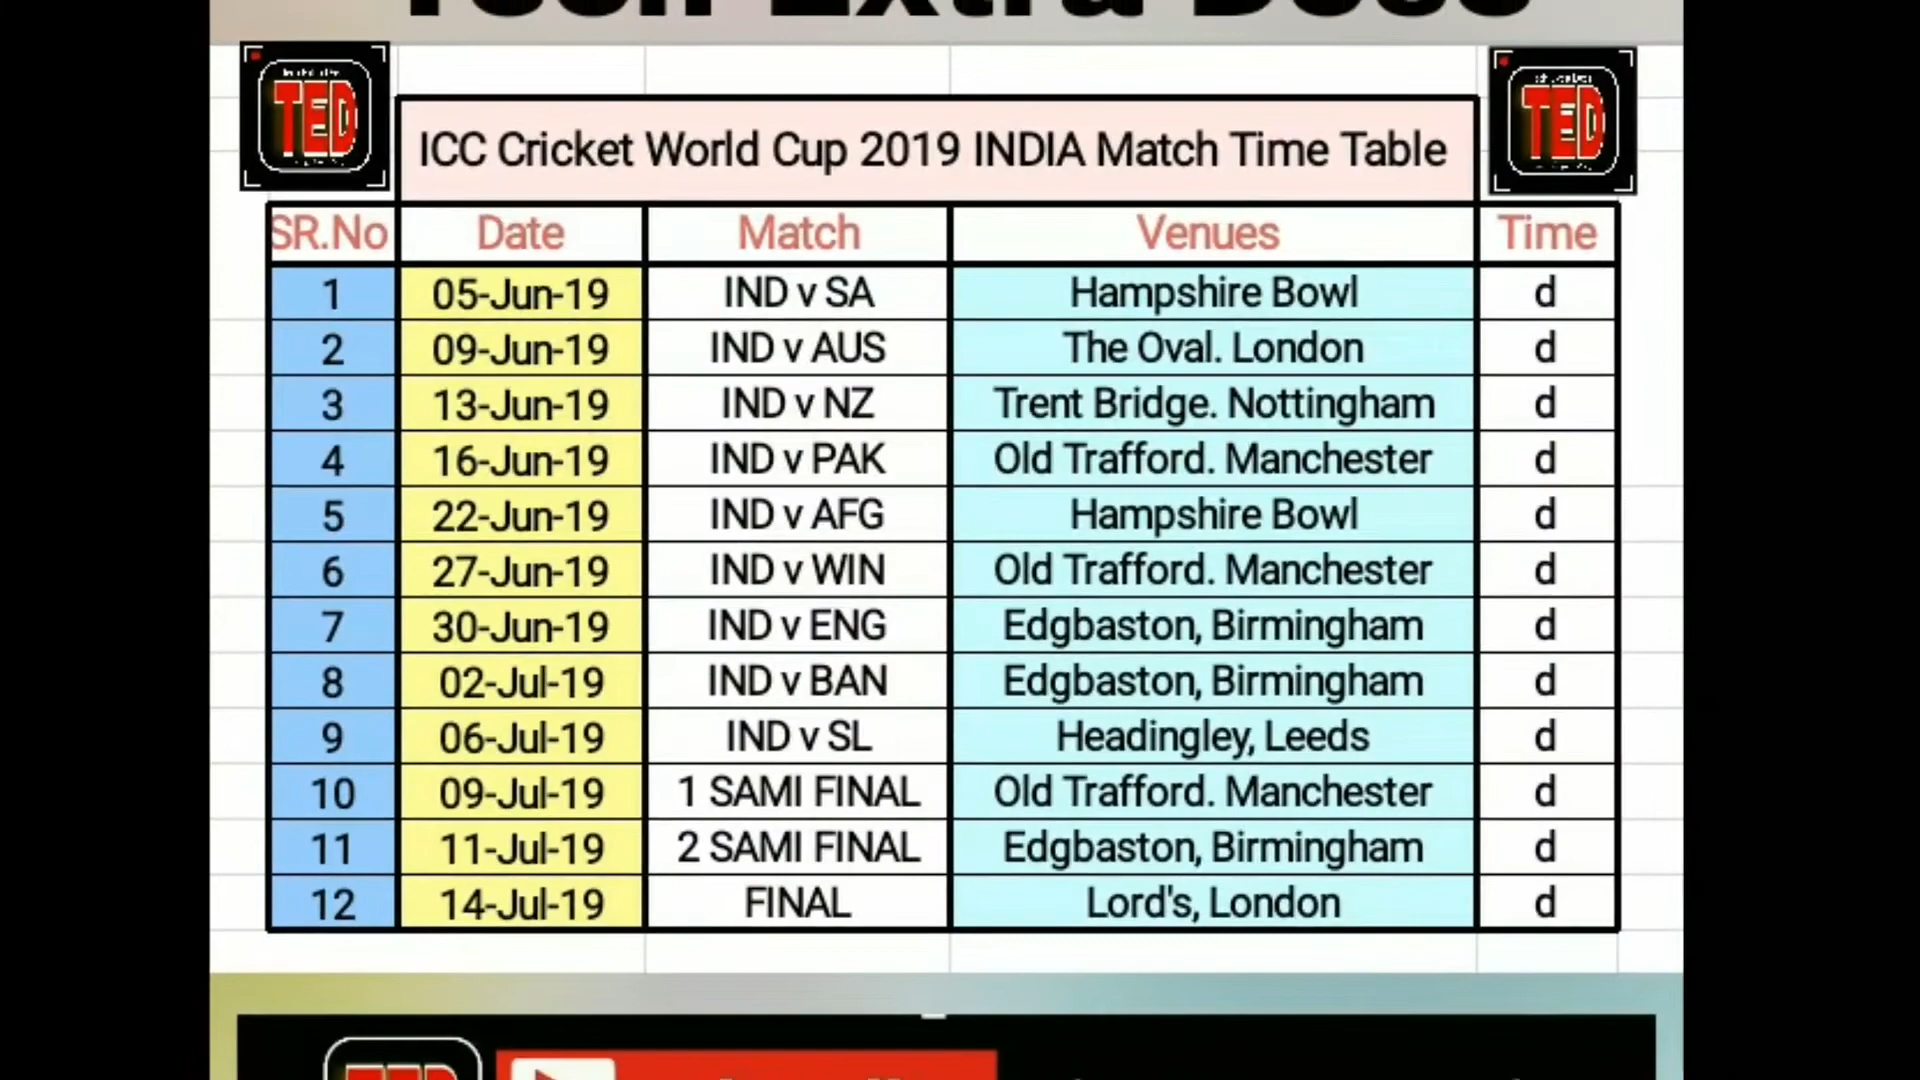 Tech Extra Dose
TED
TED
ICC Cricket World Cup 2019 INDIA Match Time Table
SR.No Date Match Venues Time
1 05-Jun-19 IND v SA Hampshire Bowl d
2 09-Jun-19 IND v AUS The Oval. London d
3 13-Jun-19 IND v NZ Trent Bridge. Nottingham d
4 16-Jun-19 IND v PAK Old Trafford. Manchester d
5 22-Jun-19 IND v AFG Hampshire Bowl d
6 27-Jun-19 IND v WIN Old Trafford. Manchester d
7 30-Jun-19 IND v ENG Edgbaston, Birmingham d
8 02-Jul-19 IND v BAN Edgbaston, Birmingham d
9 06-Jul-19 IND v SL Headingley, Leeds d
10 09-Jul-19 1 SAMI FINAL Old Trafford. Manchester d
11 11-Jul-19 2 SAMI FINAL Edgbaston, Birmingham d
12 14-Jul-19 FINAL Lord's, London d
TED